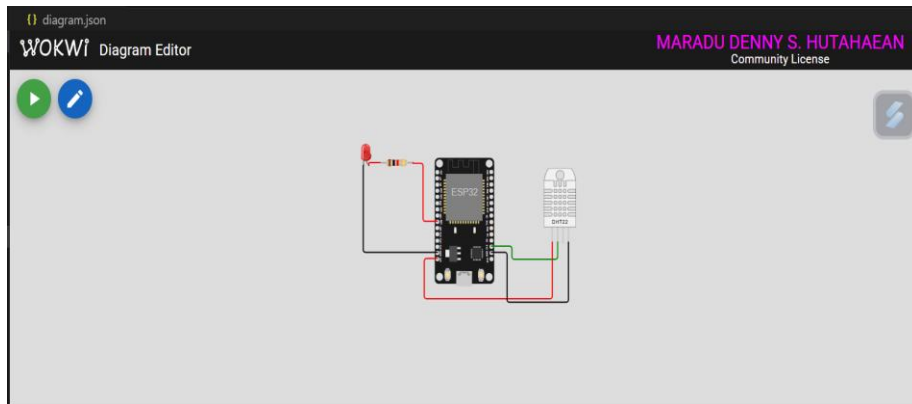 {} diagram.json
WOKWi Diagram Editor
MARADU DENNY S. HUTAHAEAN
Community License
ESP32
DHT22